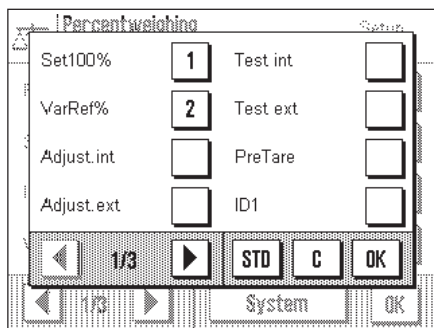 Percentweighing Setup
Set100% 1 Test int
VarRef% 2 Test ext
Adjust.int PreTare
Adjust.ext ID1
1/3 STD C OK
1/3 System OK